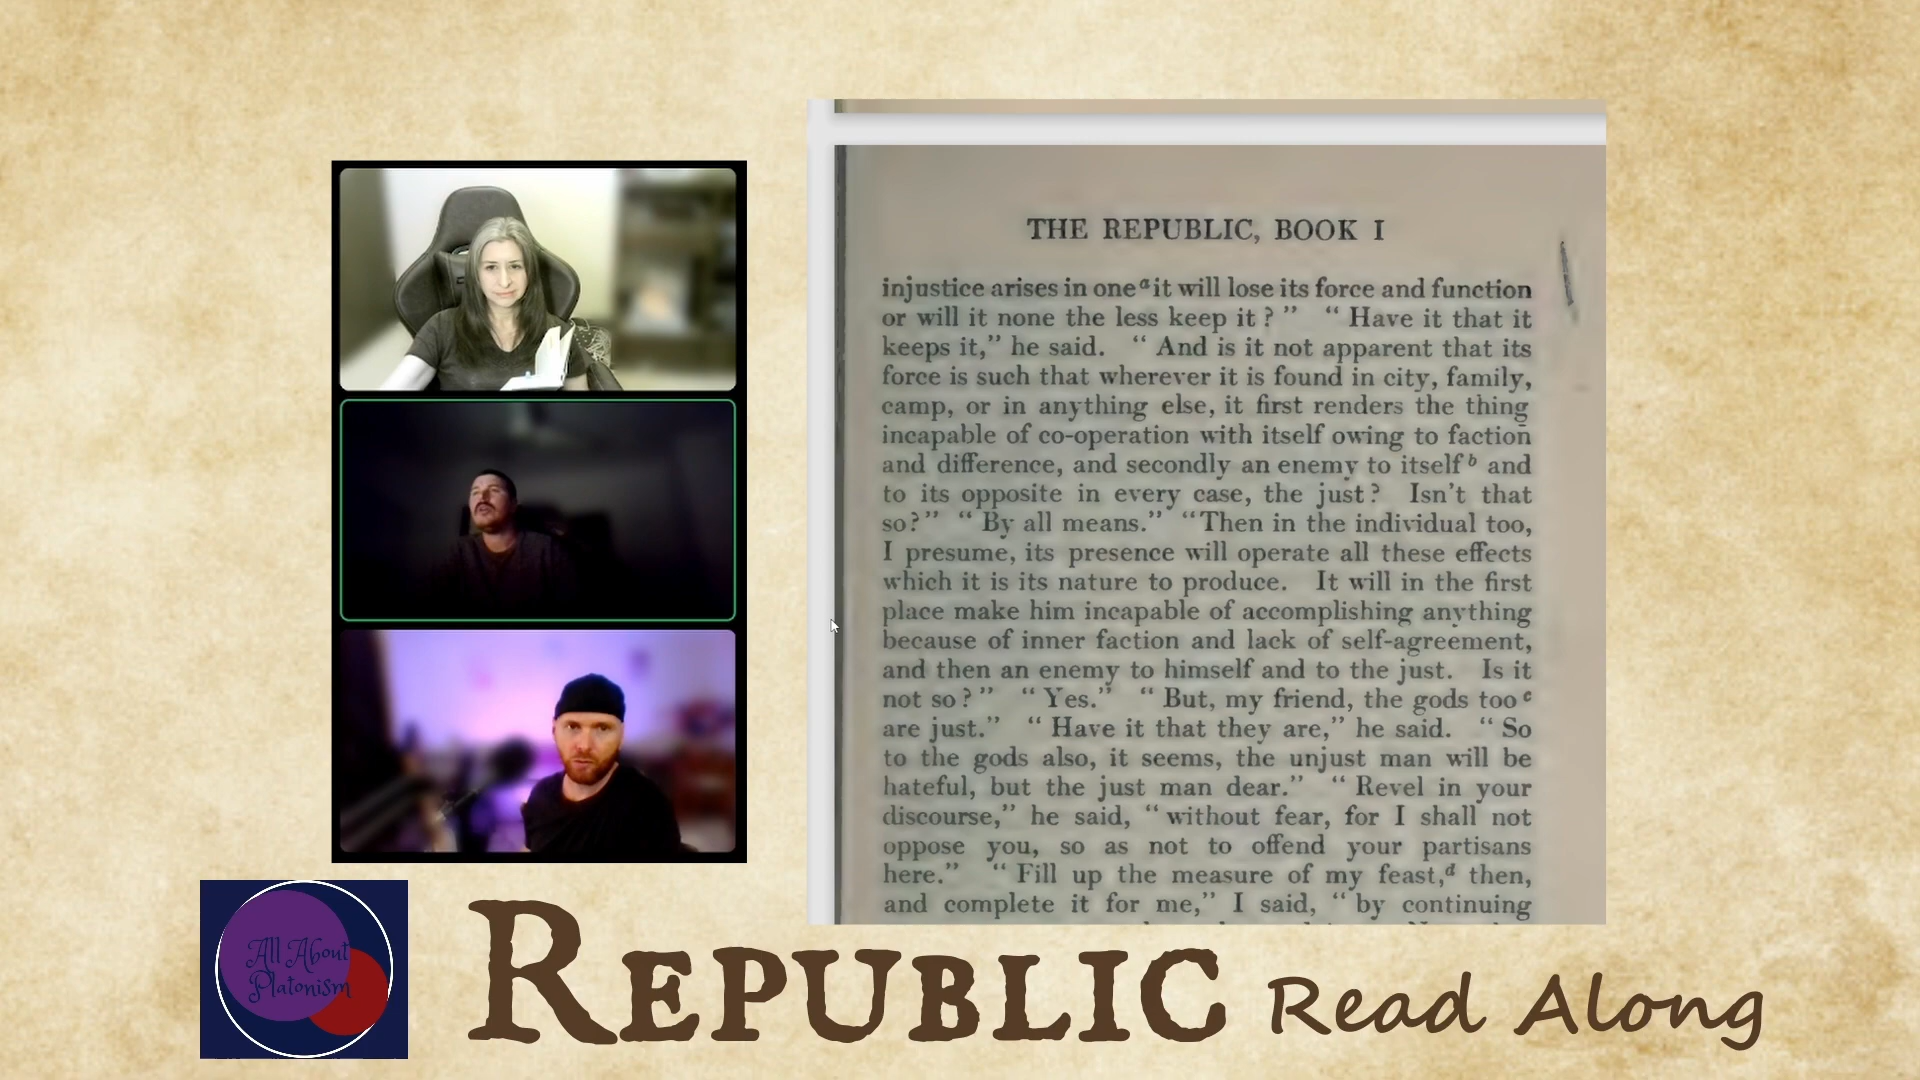 THE REPUBLIC, BOOK I
injustice arises in one a it will lose its force and function
or will it none the less keep it ? ” “ Have it that it
keeps it,” he said. “ And is it not apparent that its
force is such that wherever it is found in city, family,
camp, or in anything else, it first renders the thing
incapable of co-operation with itself owing to faction
and difference, and secondly an enemy to itself b and
to its opposite in every case, the just ? Isn’t that
so ? ” “ By all means.” “ Then in the individual too,
I presume, its presence will operate all these effects
which it is its nature to produce. It will in the first
place make him incapable of accomplishing anything
because of inner faction and lack of self-agreement,
and then an enemy to himself and to the just. Is it
not so ? ” “ Yes.” “ But, my friend, the gods too c
are just.” “ Have it that they are,” he said. “ So
to the gods also, it seems, the unjust man will be
hateful, but the just man dear.” “ Revel in your
discourse,” he said, “ without fear, for I shall not
oppose you, so as not to offend your partisans
here.” “ Fill up the measure of my feast, d then,
and complete it for me,” I said, “ by continuing
All About
Platonism
REPUBLIC Read Along